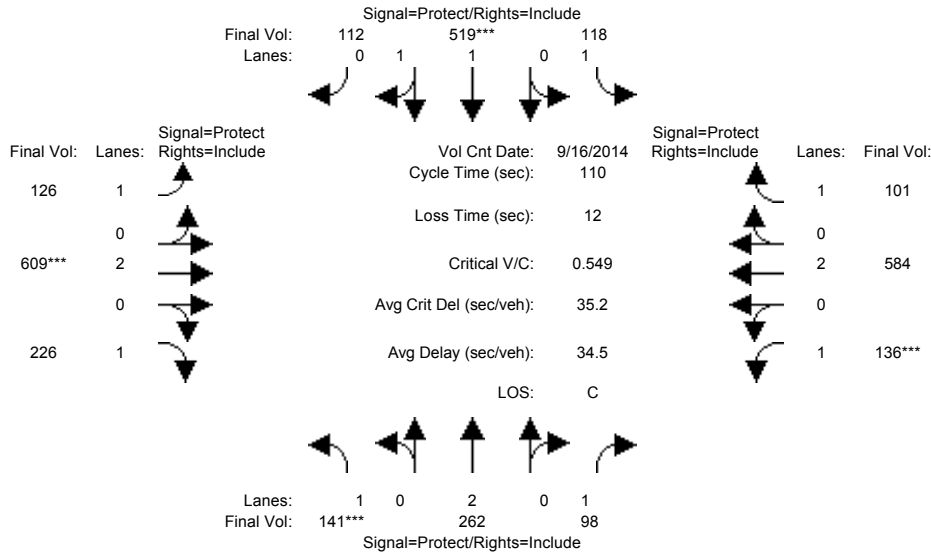 Signal=Protect/Rights=Include
Final Vol: 112 519*** 118
Lanes: 0 1 1 0 1
Signal=Protect Signal=Protect
Final Vol: Lanes: Rights=Include Vol Cnt Date: 9/16/2014 Rights=Include Lanes: Final Vol:
Cycle Time (sec): 110
126 1 1 101
Loss Time (sec): 12
0 0
609*** 2 Critical V/C: 0.549 2 584
0 Avg Crit Del (sec/veh): 35.2 0
226 1 Avg Delay (sec/veh): 34.5 1 136***
LOS: C
Lanes: 1 0 2 0 1
Final Vol: 141*** 262 98
Signal=Protect/Rights=Include